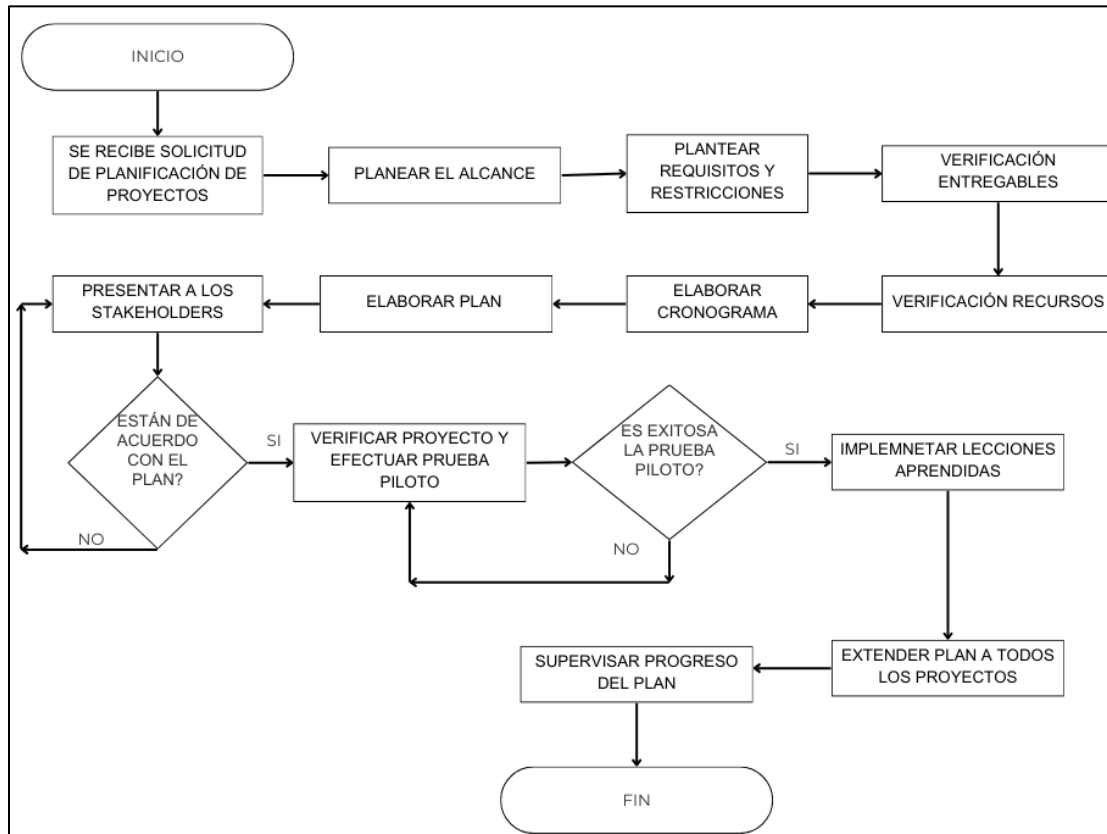 INICIO
SE RECIBE SOLICITUD
DE PLANIFICACIÓN DE
PROYECTOS
PLANEAR EL ALCANCE
PLANTEAR
REQUISITOS Y
RESTRICCIONES
VERIFICACIÓN
ENTREGABLES
VERIFICACIÓN RECURSOS
ELABORAR
CRONOGRAMA
ELABORAR PLAN
PRESENTAR A LOS
STAKEHOLDERS
ESTÁN DE
ACUERDO
CON EL
PLAN?
NO
SI
VERIFICAR PROYECTO Y
EFECTUAR PRUEBA
PILOTO
ES EXITOSA
LA PRUEBA
PILOTO?
NO
SI
IMPLEMNETAR LECCIONES
APRENDIDAS
EXTENDER PLAN A TODOS
LOS PROYECTOS
SUPERVISAR PROGRESO
DEL PLAN
FIN